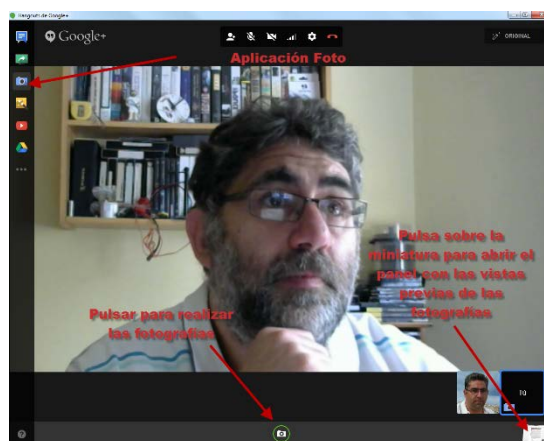 Hangouts de Google+
Google+
ORIGINAL
Aplicación Foto
Pulsa sobre la
miniatura para abrir el
panel con las vistas
previas de las
fotografías
Pulsar para realizar
las fotografías
TÚ